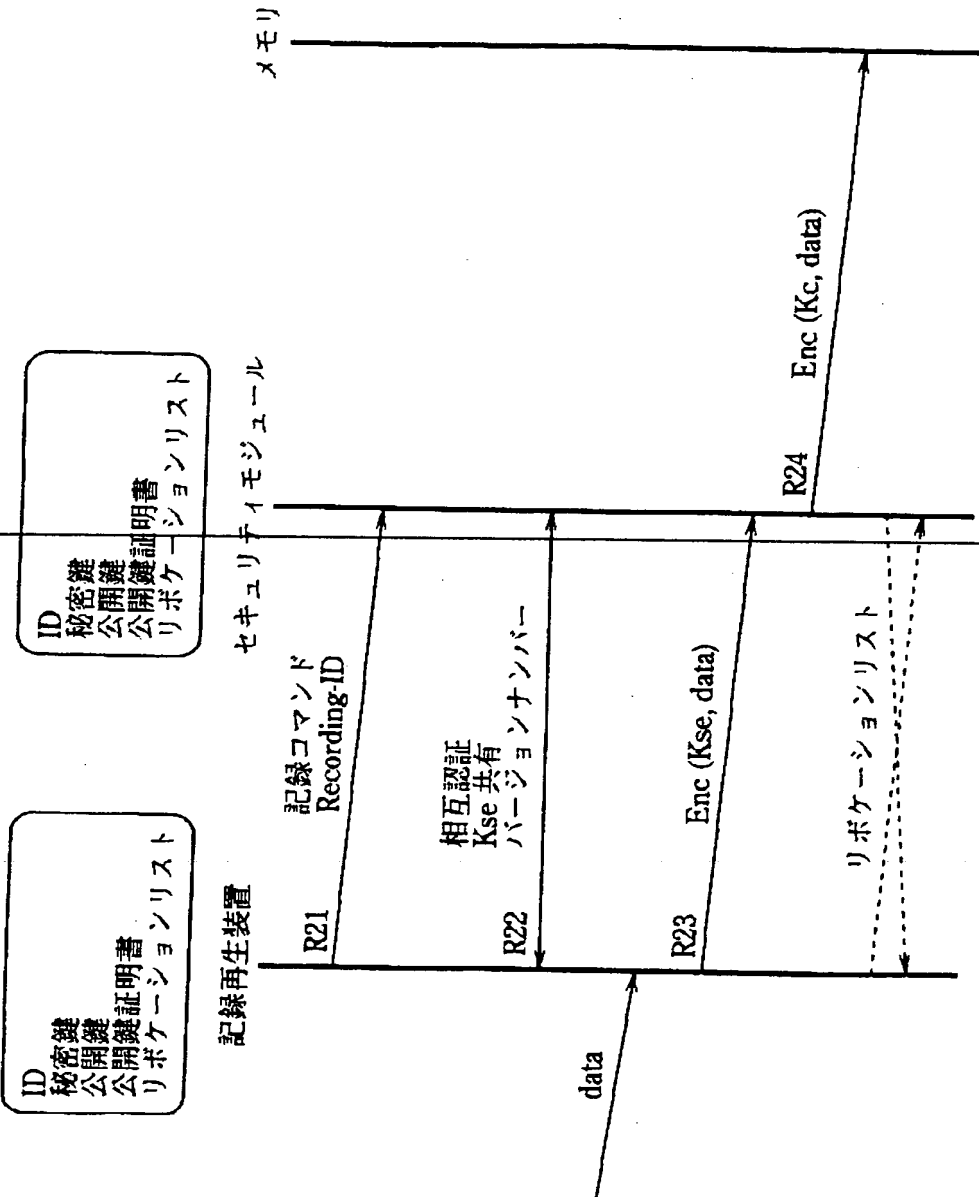 ID
秘密鍵
公開鍵
公開鍵証明書
リボケーションリスト
ID
秘密鍵
公開鍵
公開鍵証明書
リボケーションリスト
記録再生装置
セキュリティモジュール
メモリ
R21
記録コマンド
Recording-ID
R22
相互認証
Kse 共有
バージョンナンバー
data
R23
Enc (Kse, data)
R24
Enc (Kc, data)
リボケーションリスト